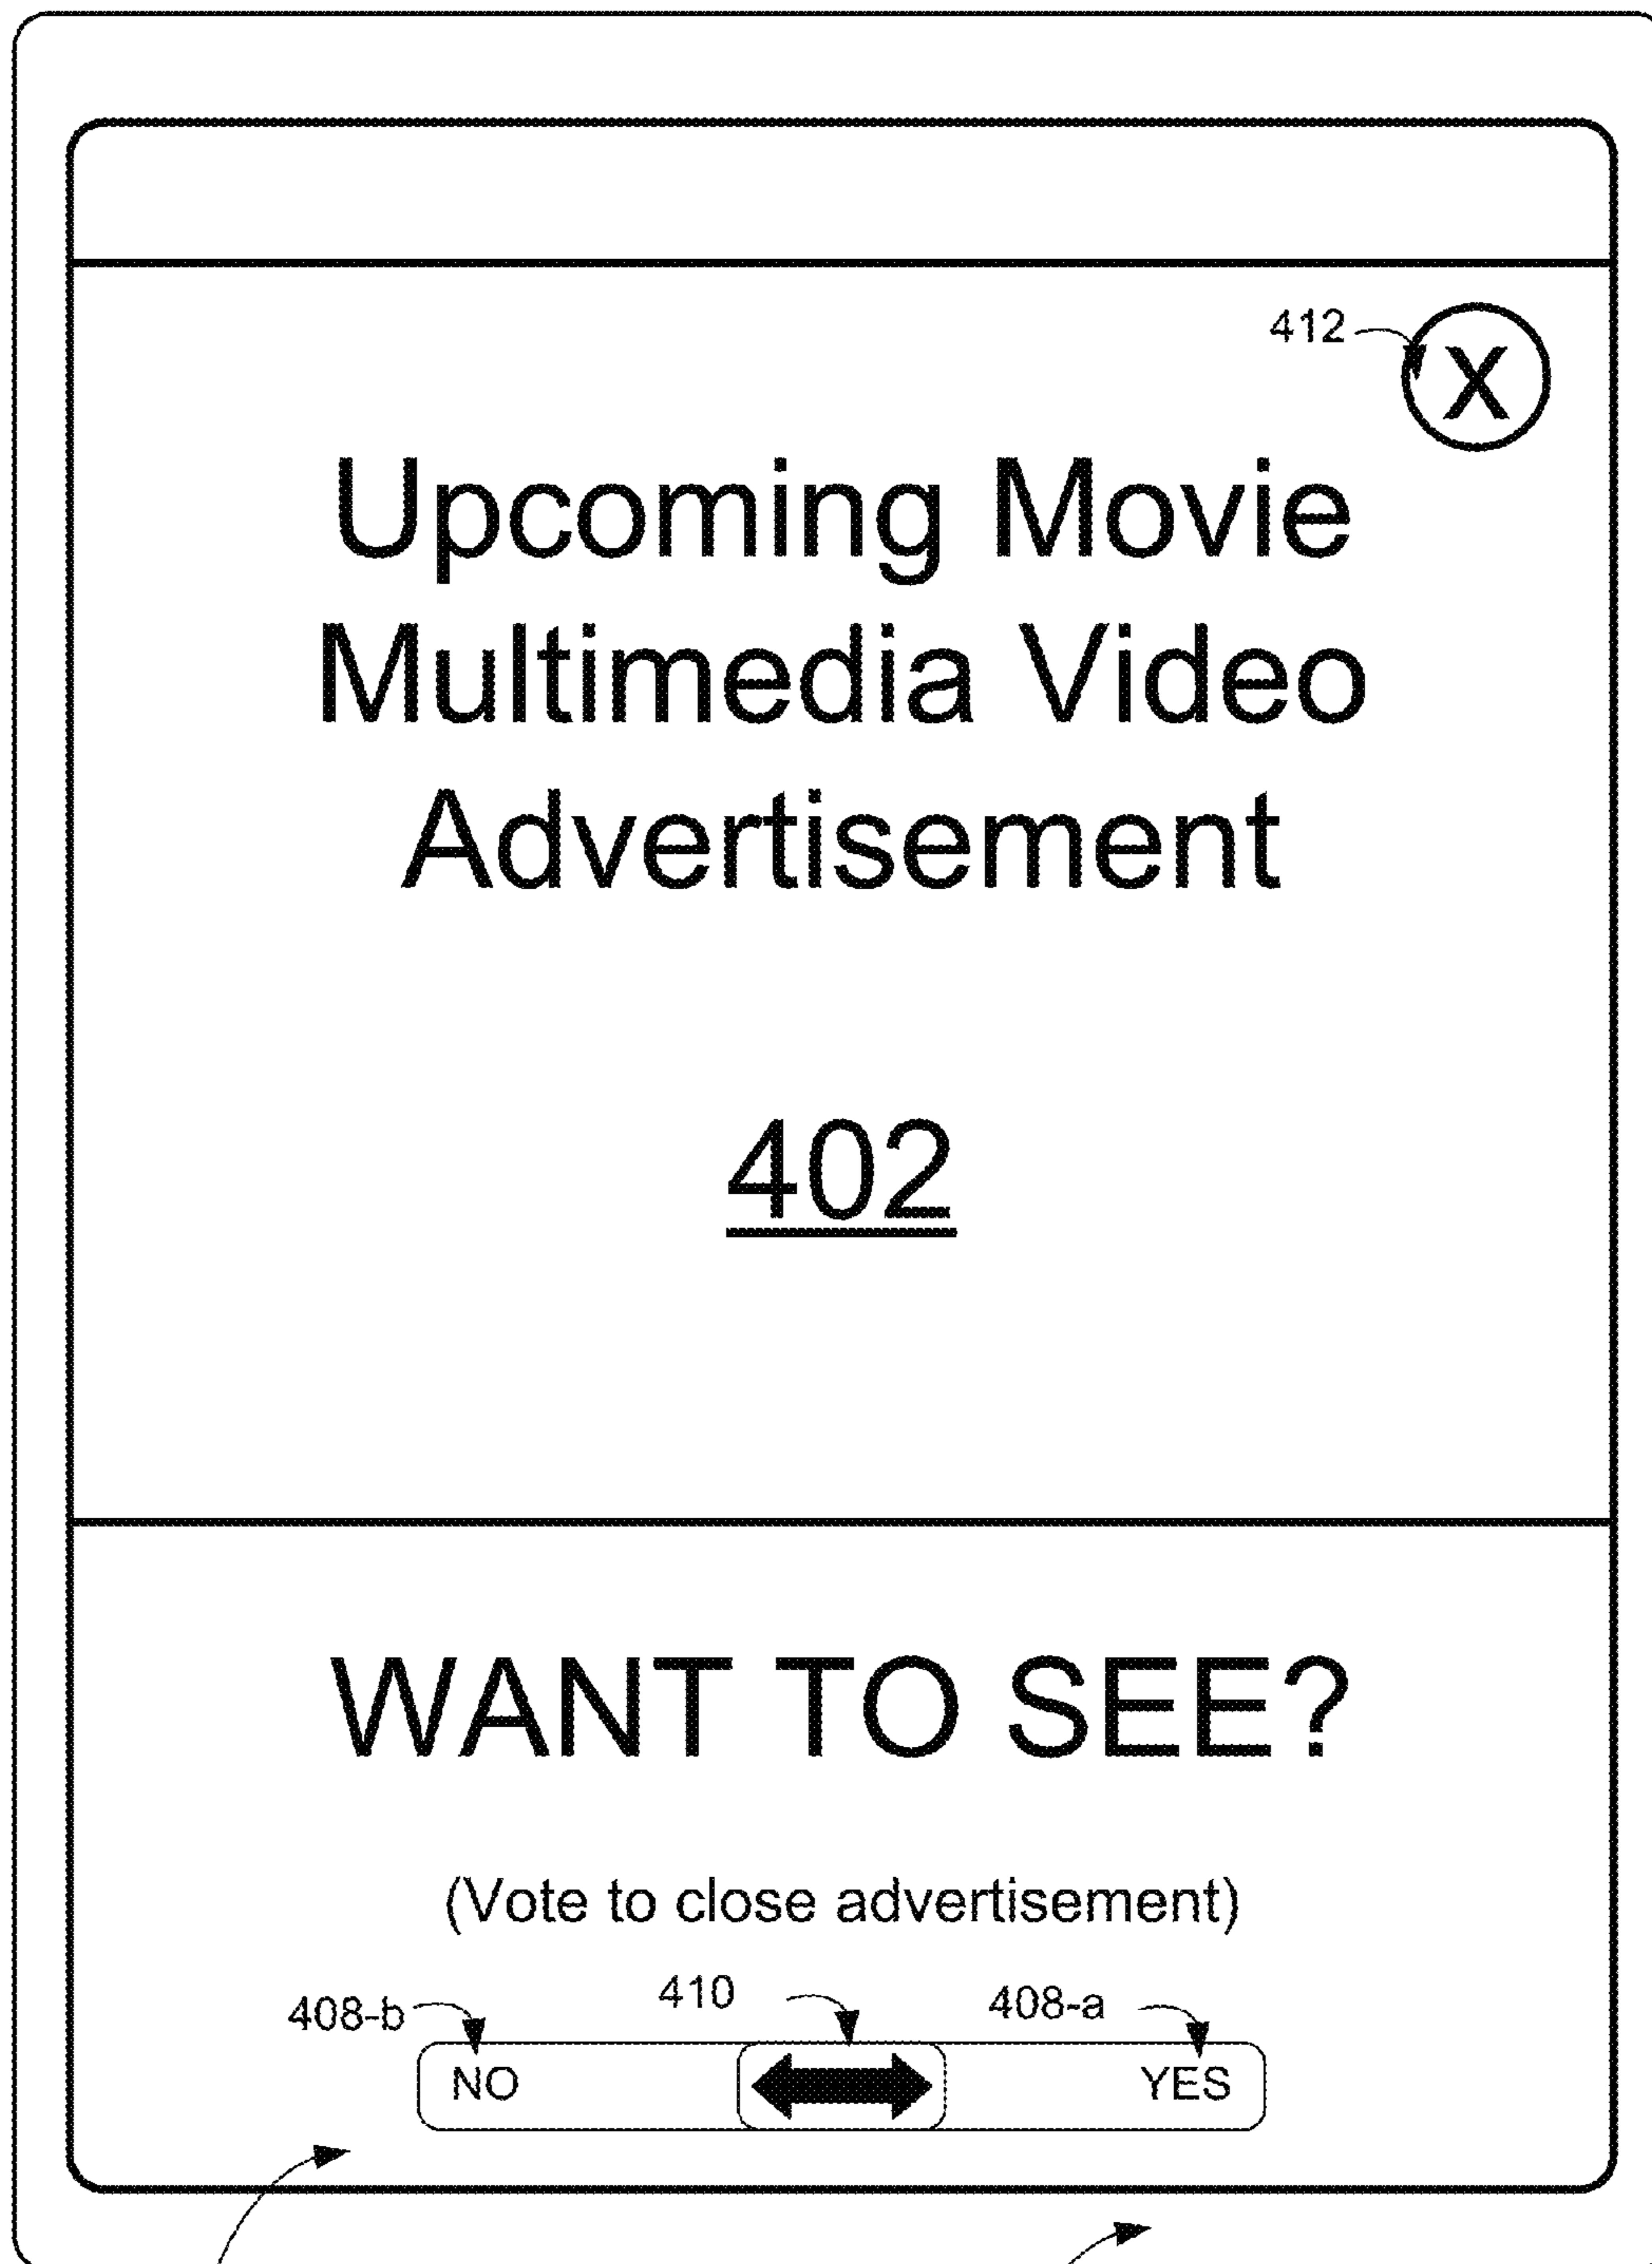 412
X
Upcoming Movie
Multimedia Video
Advertisement
402
WANT TO SEE?
(Vote to close advertisement)
408-b 410 408-a
NO YES